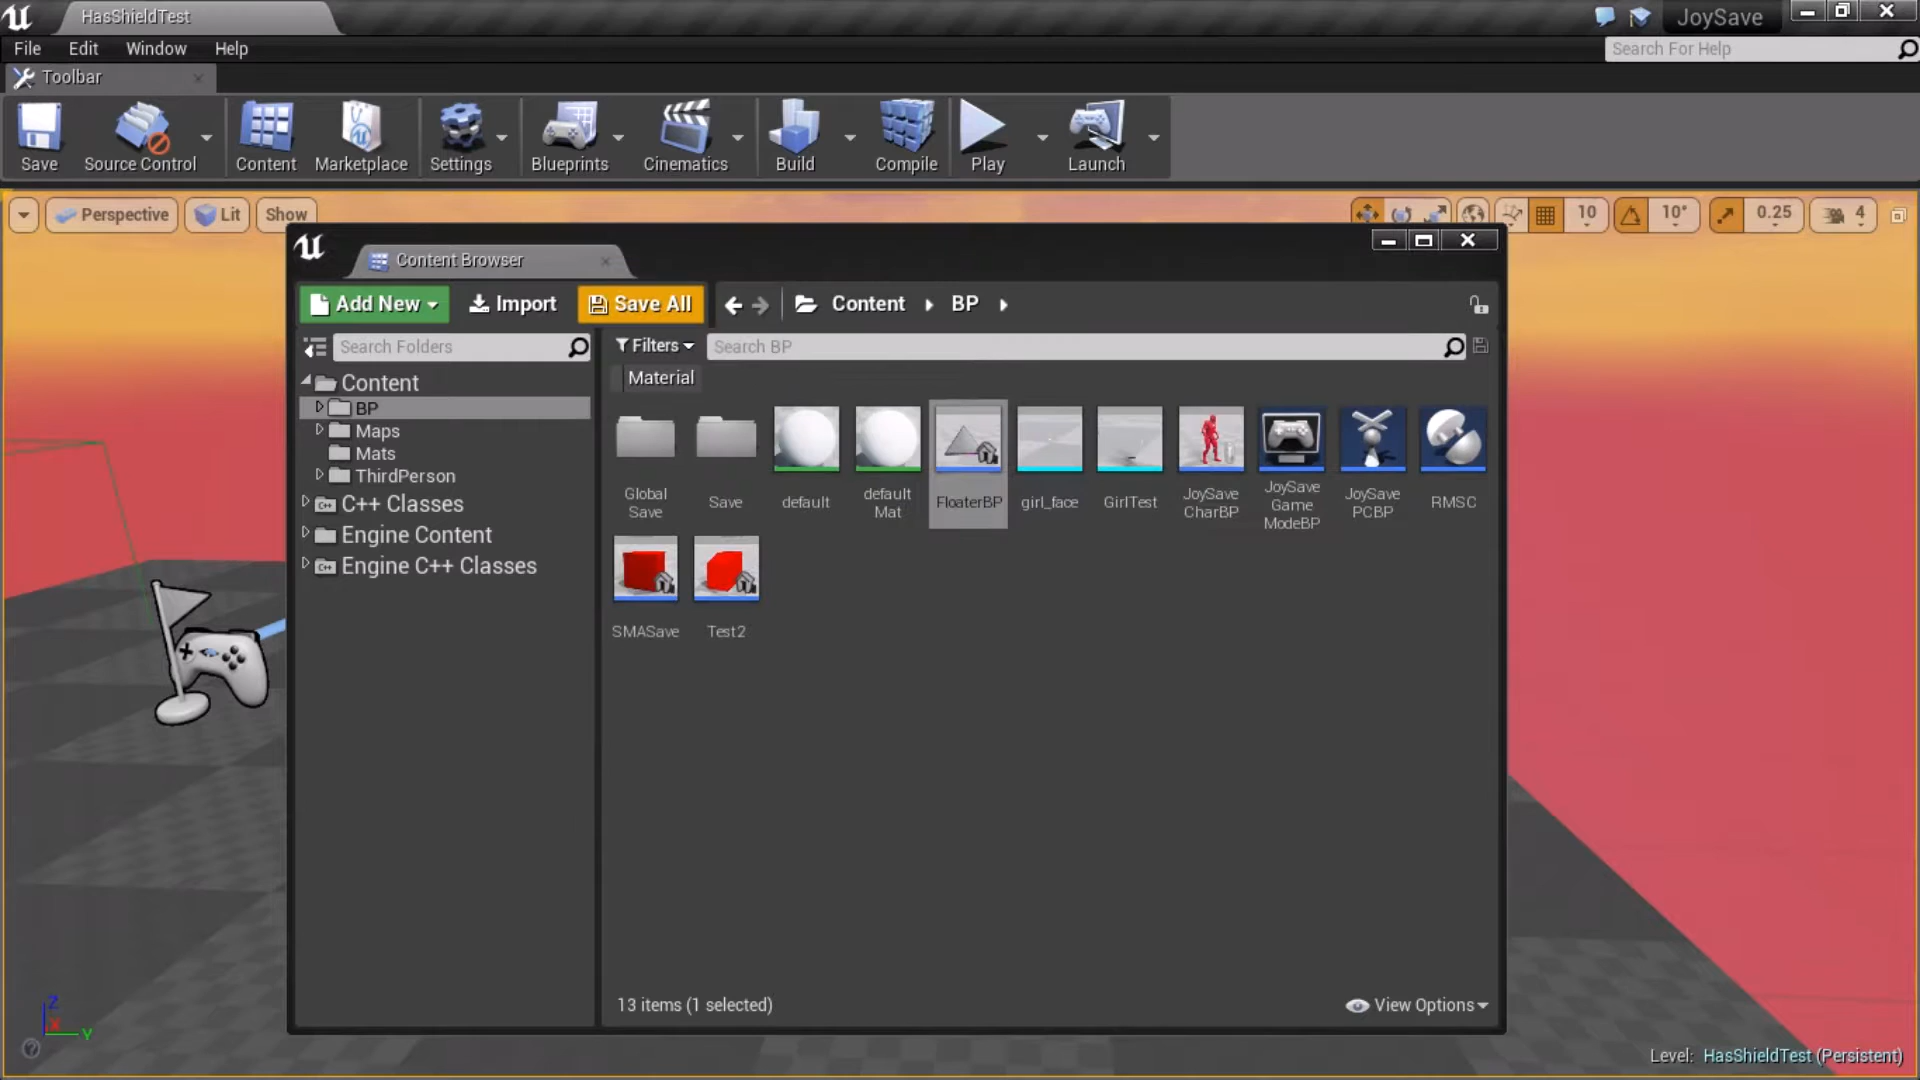 HasShieldTest
JoySave
File Edit Window Help
Search For Help
Toolbar
Save Source Control Content Marketplace Settings Blueprints Cinematics Build Compile Play Launch
Perspective Lit Show
10 10° 0.25 4
Content Browser
Add New Import Save All Content BP
Search Folders
Filters Search BP
Material
Content
BP
Maps
Mats
ThirdPerson
C++ Classes
Engine Content
Engine C++ Classes
Global
Save
Save
default
default
Mat
FloaterBP
girl_face
GirlTest
JoySave
CharBP
JoySave
Game
ModeBP
JoySave
PCBP
RMSC
SMASave
Test2
13 items (1 selected)
View Options
Z
X
Y
Level: HasShieldTest (Persistent)